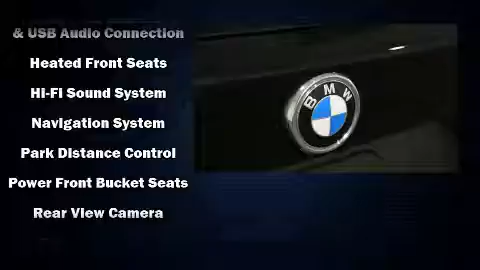 & USB Audio Connection
Heated Front Seats
Hi-Fi Sound System
Navigation System
Park Distance Control
Power Front Bucket Seats
Rear View Camera
BMW